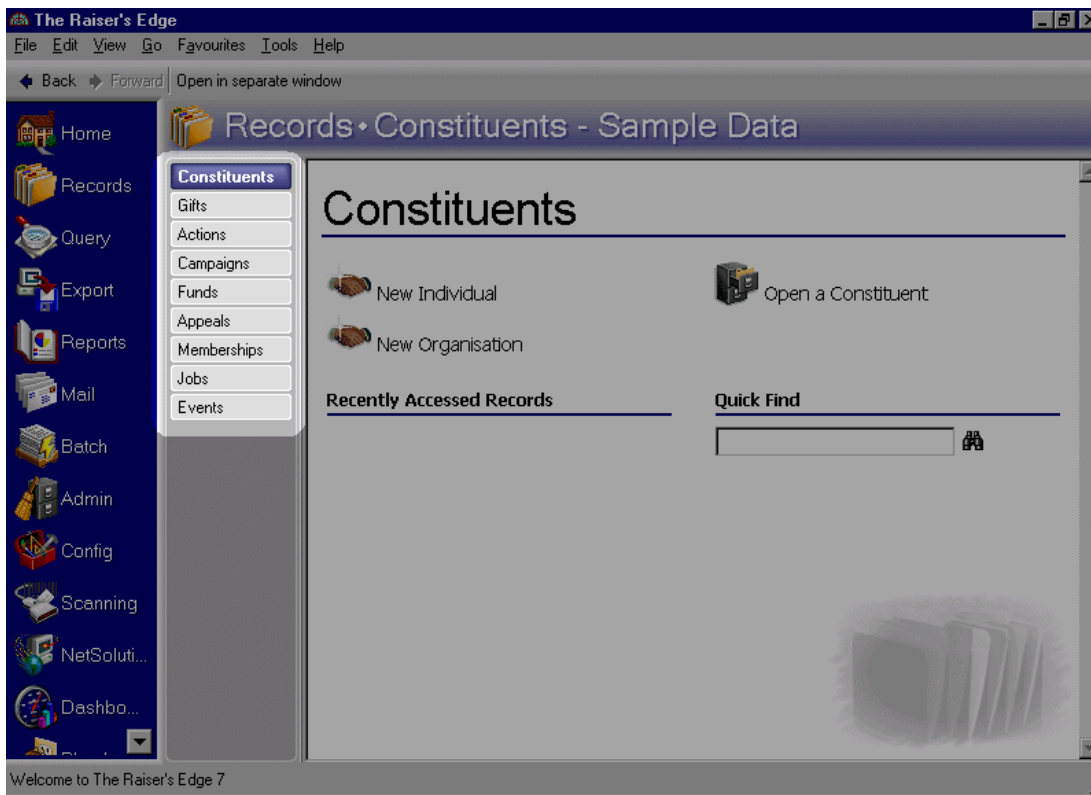 The Raiser's Edge
File Edit View Go Favourites Tools Help
Back Forward Open in separate window
Records • Constituents - Sample Data
Home
Records
Query
Export
Reports
Mail
Batch
Admin
Config
Scanning
NetSoluti...
Dashbo...
Constituents
Gifts
Actions
Campaigns
Funds
Appeals
Memberships
Jobs
Events
Constituents
New Individual
Open a Constituent
New Organisation
Recently Accessed Records
Quick Find
Welcome to The Raiser's Edge 7